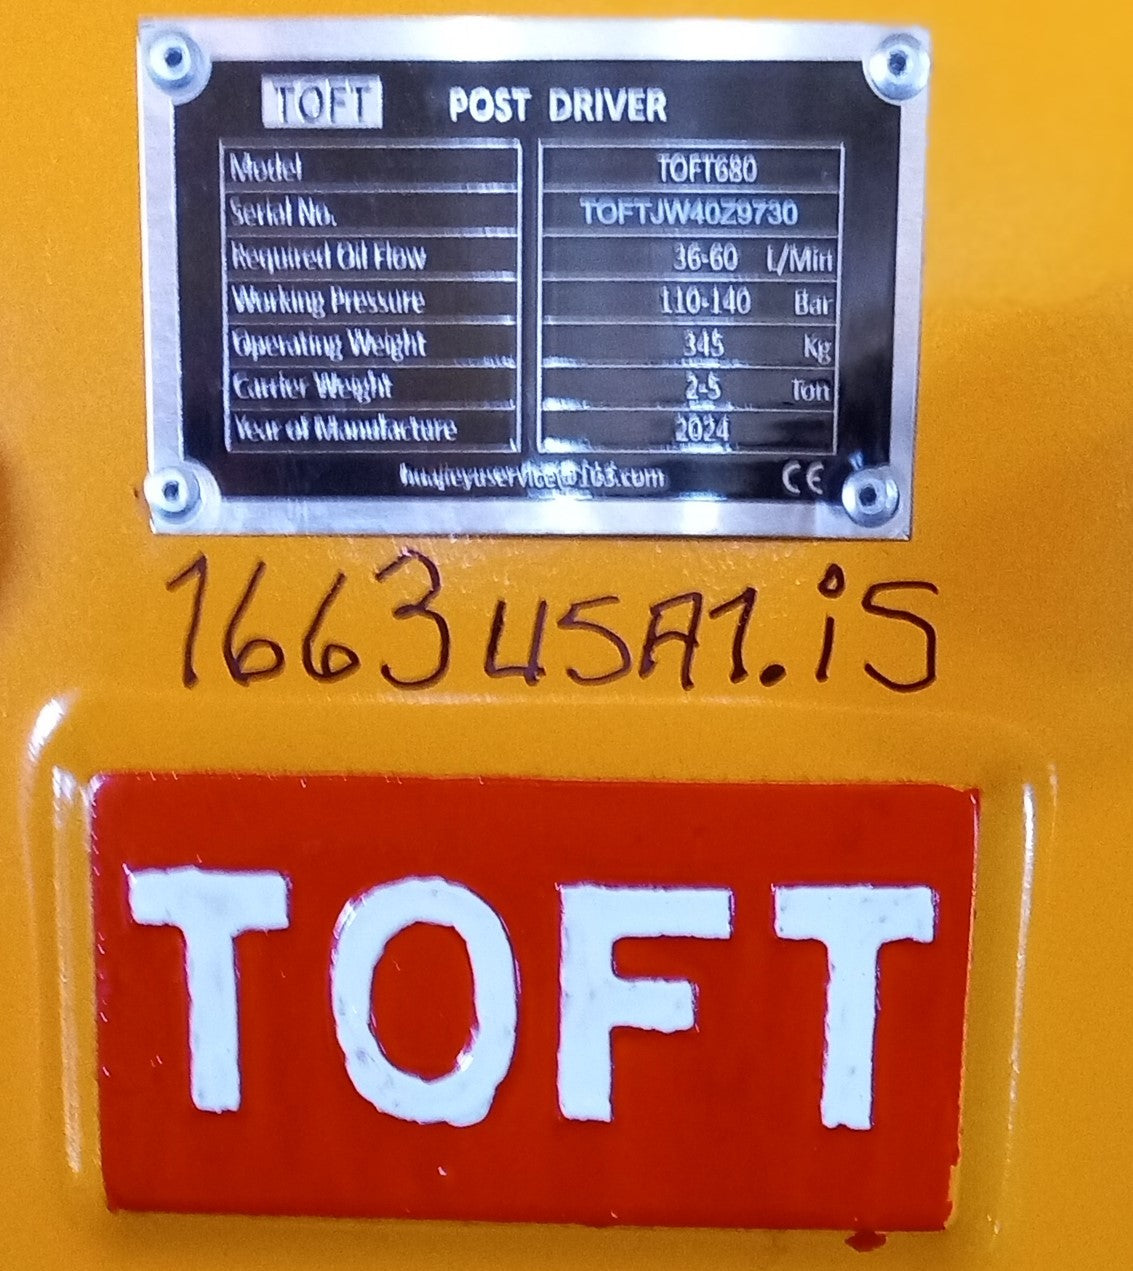 TOFT POST DRIVER
Model TOFT680
Serial No. TOFTJW40Z9730
Required Oil Flow 36-60 L/Min
Working Pressure 110-140 Bar
Operating Weight 345 Kg
Carrier Weight 2-5 Ton
Year of Manufacture 2024
CE
1663USA1.iS
TOFT